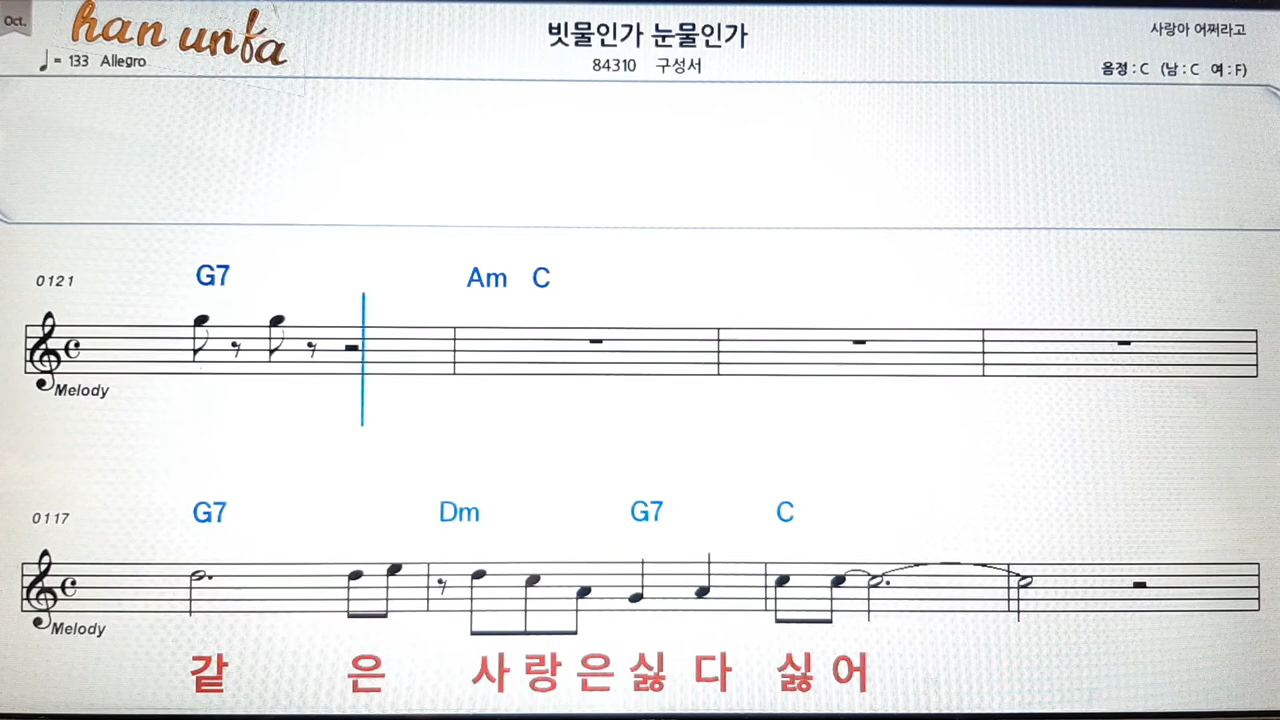 Oct.
han unfa
빗물인가 눈물인가
사랑아 어쩌라고
♩ = 133 Allegro
84310 구성서
음정 : C (남 : C 여 : F)
0121
G7 Am C
Melody
0117
G7 Dm G7 C
Melody
같 은 사 랑 은 싫 다 싫 어